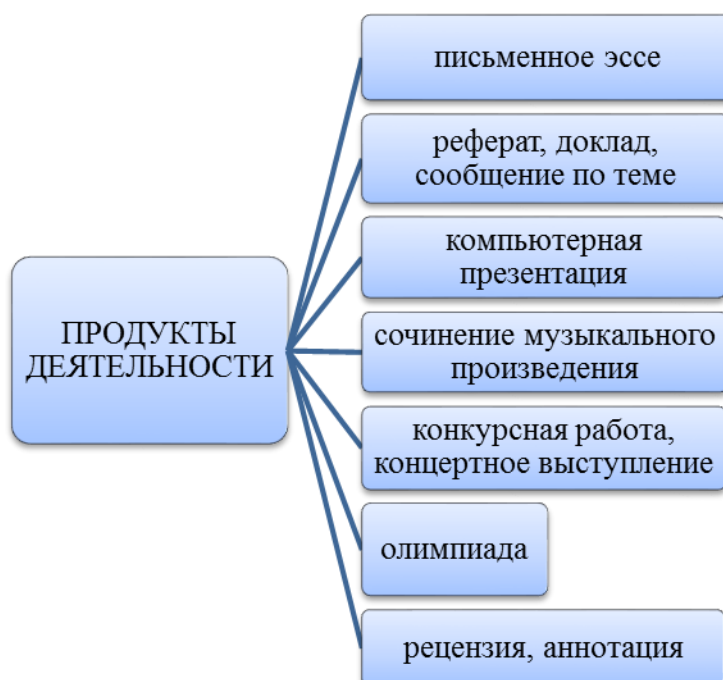 ПРОДУКТЫ
ДЕЯТЕЛЬНОСТИ
письменное эссе
реферат, доклад,
сообщение по теме
компьютерная
презентация
сочинение музыкального
произведения
конкурсная работа,
концертное выступление
олимпиада
рецензия, аннотация